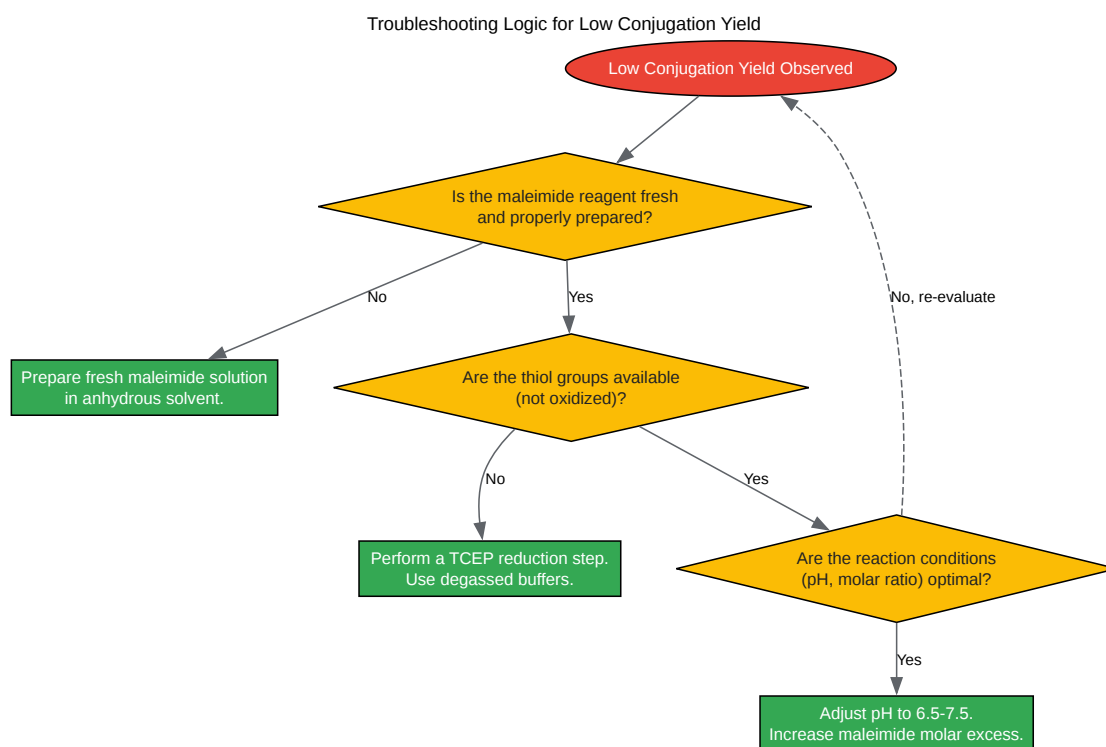 Troubleshooting Logic for Low Conjugation Yield
Low Conjugation Yield Observed
Is the maleimide reagent fresh
and properly prepared?
No
Yes
No, re-evaluate
Prepare fresh maleimide solution
in anhydrous solvent.
Are the thiol groups available
(not oxidized)?
No
Yes
Perform a TCEP reduction step.
Use degassed buffers.
Are the reaction conditions
(pH, molar ratio) optimal?
Yes
Adjust pH to 6.5-7.5.
Increase maleimide molar excess.